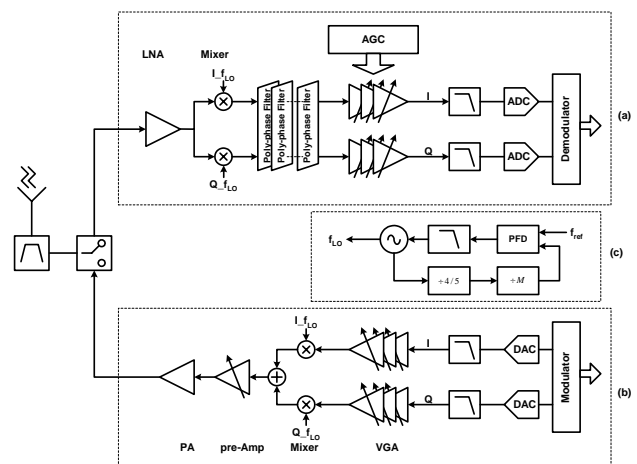 AGC
LNA
Mixer
I_fLO
Poly-phase Filter
Poly-phase Filter
Poly-phase Filter
I
ADC
Demodulator
(a)
Q
ADC
Q_fLO
fLO
PFD
fref
(c)
÷4/5
÷M
I_fLO
I
DAC
Modulator
(b)
Q
DAC
Q_fLO
PA
pre-Amp
Mixer
VGA